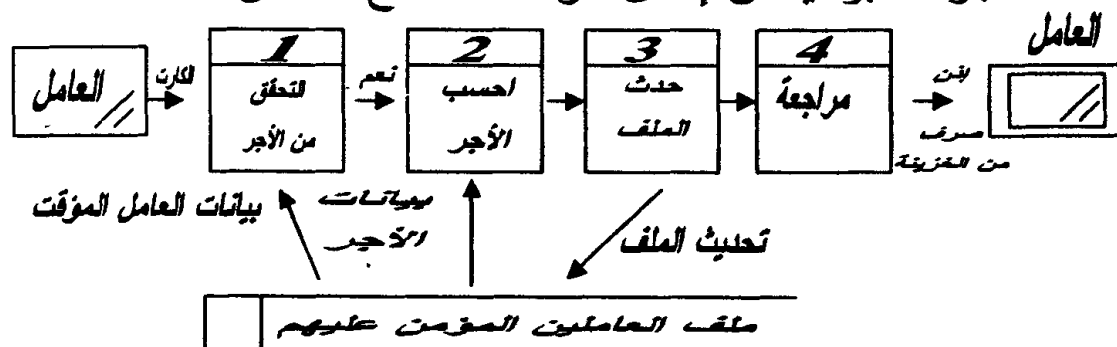 العامل
العامل
الكارت
1
التحقق
من الأجر
نعم
2
احسب
الأجر
3
حدث
الملف
4
مراجعة
إذن
صرف
من الخزينة
بيانات العامل المؤقت
بيانات
الأجر
تحديث الملف
ملف العاملين المؤمن عليهم